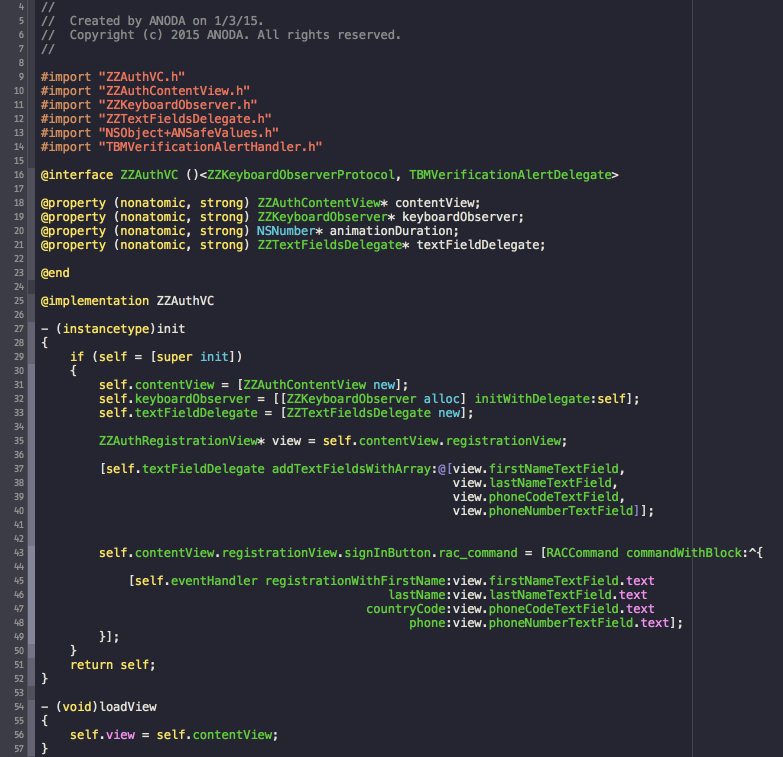 4 //
5 //  Created by ANODA on 1/3/15.
6 //  Copyright (c) 2015 ANODA. All rights reserved.
7 //
8
9 #import "ZZAuthVC.h"
10 #import "ZZAuthContentView.h"
11 #import "ZZKeyboardObserver.h"
12 #import "ZZTextFieldsDelegate.h"
13 #import "NSObject+ANSafeValues.h"
14 #import "TBMVerificationAlertHandler.h"
15
16 @interface ZZAuthVC ()<ZZKeyboardObserverProtocol, TBMVerificationAlertDelegate>
17
18 @property (nonatomic, strong) ZZAuthContentView* contentView;
19 @property (nonatomic, strong) ZZKeyboardObserver* keyboardObserver;
20 @property (nonatomic, strong) NSNumber* animationDuration;
21 @property (nonatomic, strong) ZZTextFieldsDelegate* textFieldDelegate;
22
23 @end
24
25 @implementation ZZAuthVC
26
27 - (instancetype)init
28 {
29     if (self = [super init])
30     {
31         self.contentView = [ZZAuthContentView new];
32         self.keyboardObserver = [[ZZKeyboardObserver alloc] initWithDelegate:self];
33         self.textFieldDelegate = [ZZTextFieldsDelegate new];
34
35         ZZAuthRegistrationView* view = self.contentView.registrationView;
36
37         [self.textFieldDelegate addTextFieldsWithArray:@[view.firstNameTextField,
38                                                          view.lastNameTextField,
39                                                          view.phoneCodeTextField,
40                                                          view.phoneNumberTextField]];
41
42
43         self.contentView.registrationView.signInButton.rac_command = [RACCommand commandWithBlock:^{
44
45             [self.eventHandler registrationWithFirstName:view.firstNameTextField.text
46                                                 lastName:view.lastNameTextField.text
47                                              countryCode:view.phoneCodeTextField.text
48                                                    phone:view.phoneNumberTextField.text];
49         }];
50     }
51     return self;
52 }
53
54 - (void)loadView
55 {
56     self.view = self.contentView;
57 }